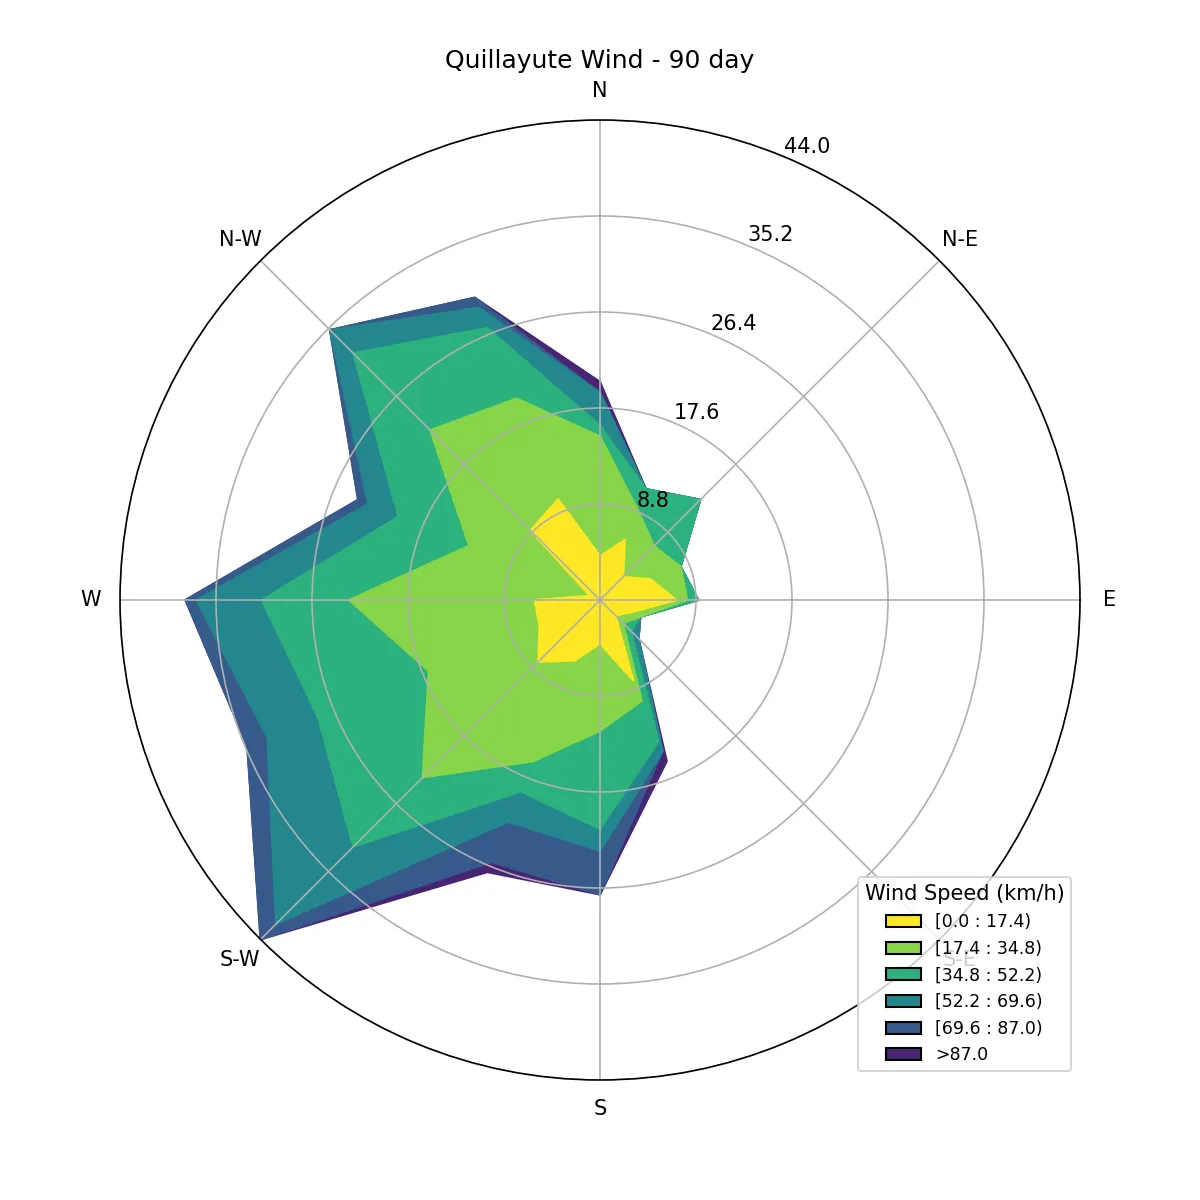 Quillayute Wind - 90 day
N
44.0
35.2
N-W
N-E
26.4
17.6
8.8
W
E
S-W
S-E
S
Wind Speed (km/h)
[0.0 : 17.4)
[17.4 : 34.8)
[34.8 : 52.2)
[52.2 : 69.6)
[69.6 : 87.0)
>87.0